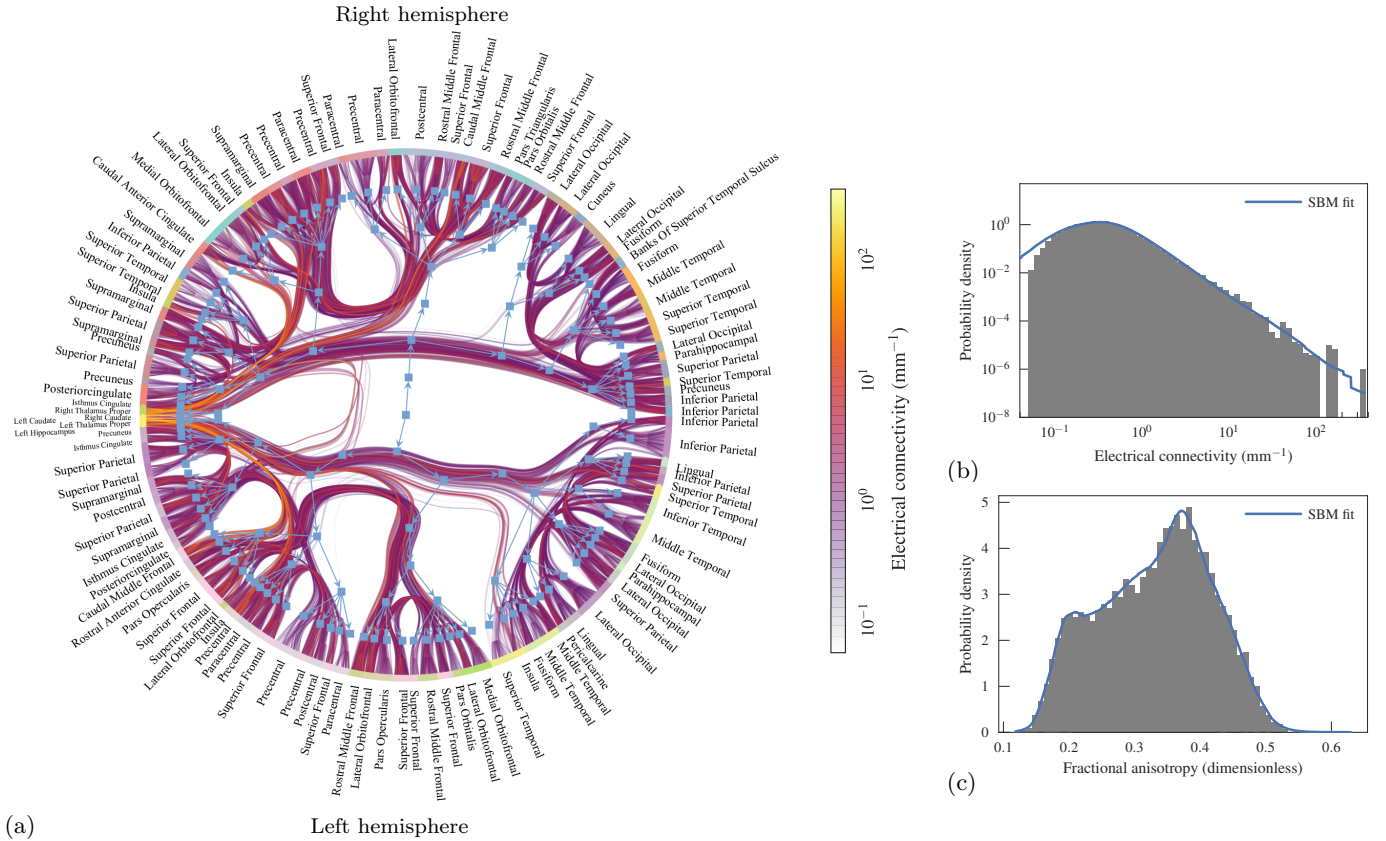 Right hemisphere
Lateral Orbitofrontal
Paracentral
Precentral
Paracentral
Superior Frontal
Precentral
Paracentral
Precentral
Precentral
Supramarginal
Insula
Superior Frontal
Lateral Orbitofrontal
Medial Orbitofrontal
Caudal Anterior Cingulate
Supramarginal
Inferior Parietal
Superior Temporal
Superior Temporal
Insula
Supramarginal
Superior Parietal
Supramarginal
Precuneus
Superior Parietal
Precuneus
Posteriorcingulate
Isthmus Cingulate
Right Thalamus Proper
Right Caudate
Left Caudate
Left Thalamus Proper
Left Hippocampus
Precuneus
Isthmus Cingulate
Superior Parietal
Superior Parietal
Supramarginal
Postcentral
Superior Parietal
Supramarginal
Isthmus Cingulate
Posteriorcingulate
Caudal Middle Frontal
Rostral Anterior Cingulate
Pars Opercularis
Superior Frontal
Superior Frontal
Lateral Orbitofrontal
Insula
Precentral
Paracentral
Precentral
Superior Frontal
Precentral
Precentral
Postcentral
Superior Frontal
Paracentral
Rostral Middle Frontal
Lateral Orbitofrontal
Pars Opercularis
Superior Frontal
Superior Frontal
Rostral Middle Frontal
Superior Frontal
Pars Orbitalis
Lateral Orbitofrontal
Medial Orbitofrontal
Superior Temporal
Insula
Fusiform
Middle Temporal
Middle Temporal
Pericalcarine
Lingual
Lateral Occipital
Superior Parietal
Lateral Occipital
Parahippocampal
Lateral Occipital
Fusiform
Middle Temporal
Inferior Temporal
Superior Temporal
Superior Parietal
Inferior Parietal
Lingual
Inferior Parietal
Inferior Parietal
Inferior Parietal
Inferior Parietal
Precuneus
Superior Temporal
Superior Parietal
Parahippocampal
Lateral Occipital
Superior Temporal
Superior Temporal
Middle Temporal
Middle Temporal
Fusiform
Banks Of Superior Temporal Sulcus
Fusiform
Lateral Occipital
Lingual
Cuneus
Lateral Occipital
Lateral Occipital
Superior Frontal
Rostral Middle Frontal
Pars Orbitalis
Pars Triangularis
Rostral Middle Frontal
Superior Frontal
Caudal Middle Frontal
Superior Frontal
Rostral Middle Frontal
Postcentral
Left hemisphere
(a)
10²
10¹
10⁰
10⁻¹
Electrical connectivity (mm⁻¹)
SBM fit
10⁰
10⁻²
10⁻⁴
10⁻⁶
10⁻⁸
Probability density
10⁻¹ 10⁰ 10¹ 10²
Electrical connectivity (mm⁻¹)
(b)
SBM fit
5
4
3
2
1
0
Probability density
0.1 0.2 0.3 0.4 0.5 0.6
Fractional anisotropy (dimensionless)
(c)